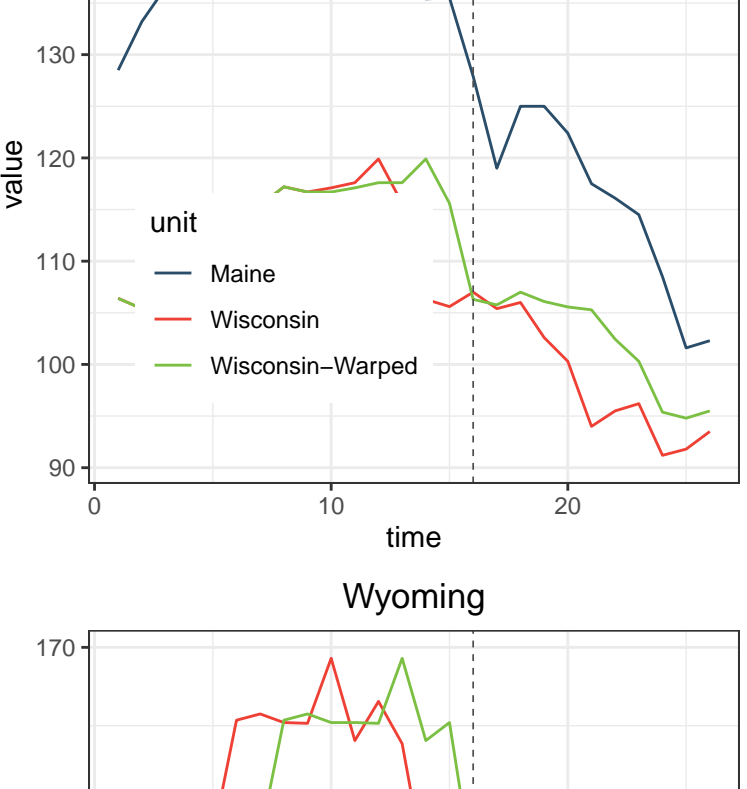 130
120
110
100
90
value
unit
Maine
Wisconsin
Wisconsin−Warped
0 10 20
time
Wyoming
170